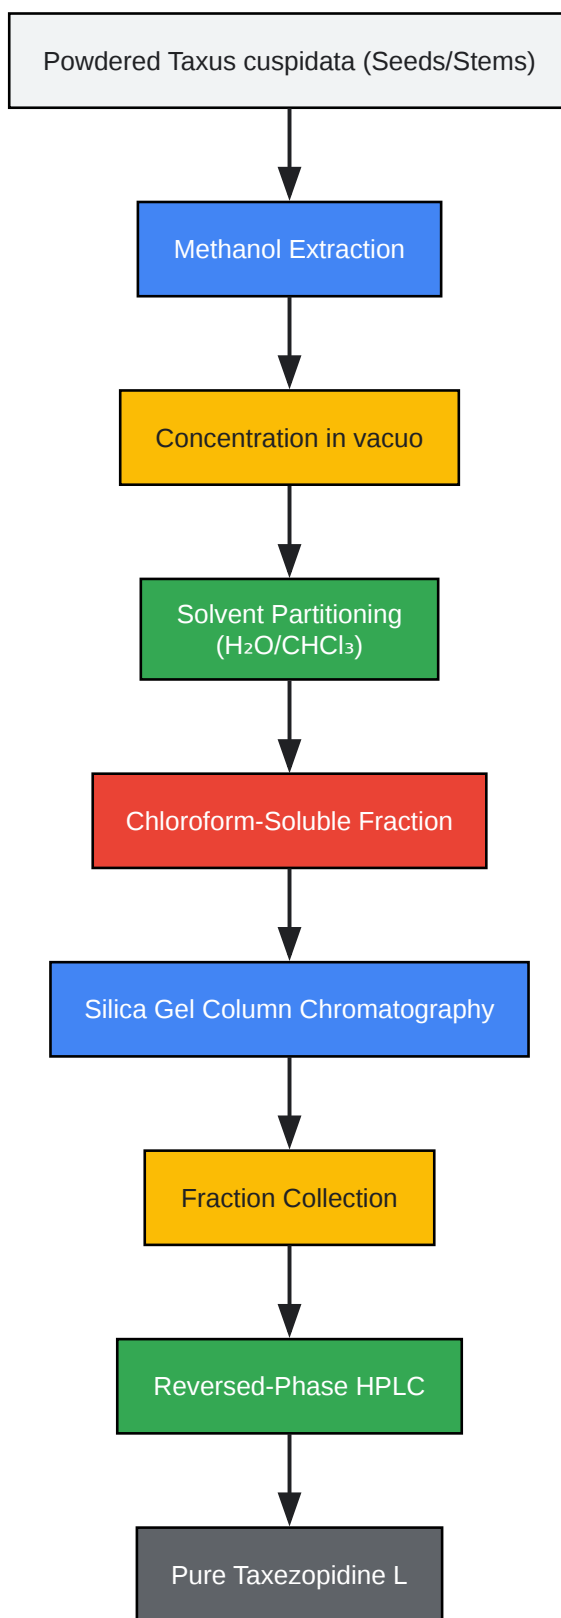 Powdered Taxus cuspidata (Seeds/Stems)
Methanol Extraction
Concentration in vacuo
Solvent Partitioning
(H₂O/CHCl₃)
Chloroform-Soluble Fraction
Silica Gel Column Chromatography
Fraction Collection
Reversed-Phase HPLC
Pure Taxezopidine L